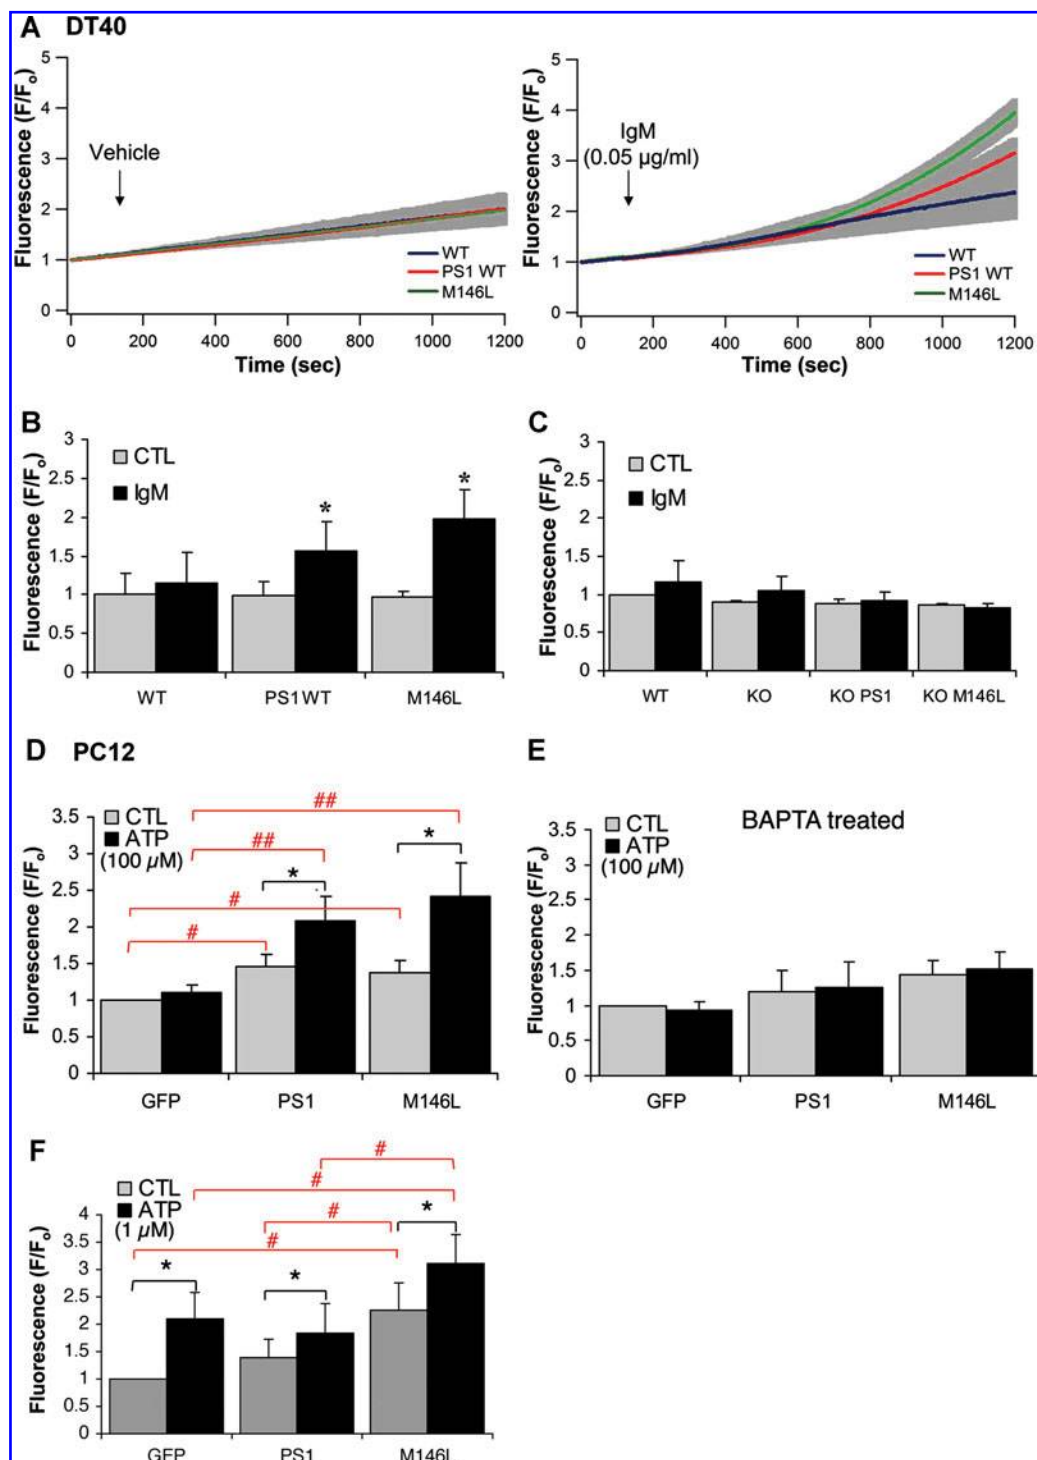 A DT40
Fluorescence (F/Fo)
5
4
3
2
1
0
Vehicle
WT
PS1 WT
M146L
0 200 400 600 800 1000 1200
Time (sec)
Fluorescence (F/Fo)
5
4
3
2
1
0
IgM
(0.05 µg/ml)
WT
PS1 WT
M146L
0 200 400 600 800 1000 1200
Time (sec)
B
Fluorescence (F/Fo)
3
2.5
2
1.5
1
0.5
0
CTL
IgM
* *
WT PS1 WT M146L
C
Fluorescence (F/Fo)
3
2.5
2
1.5
1
0.5
0
CTL
IgM
WT KO KO PS1 KO M146L
D PC12
Fluorescence (F/Fo)
3.5
3
2.5
2
1.5
1
0.5
0
CTL
ATP
(100 µM)
##
##
*
*
#
#
GFP PS1 M146L
E
BAPTA treated
Fluorescence (F/Fo)
3.5
3
2.5
2
1.5
1
0.5
0
CTL
ATP
(100 µM)
GFP PS1 M146L
F
Fluorescence (F/Fo)
4
3.5
3
2.5
2
1.5
1
0.5
0
CTL
ATP
(1 µM)
#
#
#
*
#
* *
GFP PS1 M146L